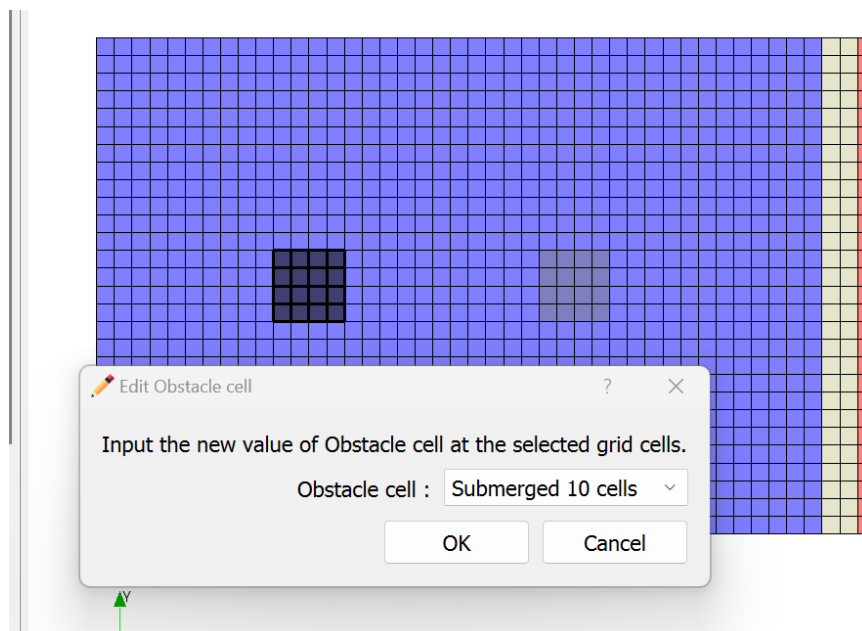 Edit Obstacle cell
?
Input the new value of Obstacle cell at the selected grid cells.
Obstacle cell : Submerged 10 cells
OK Cancel
Y